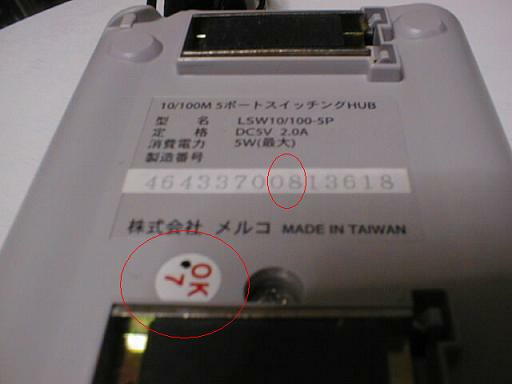 10/100M 5ポートスイッチングHUB
型 名 LSW10/100-5P
定 格 DC5V 2.0A
消費電力 5W(最大)
製造番号
46433700813618
株式会社 メルコ MADE IN TAIWAN
OK
7